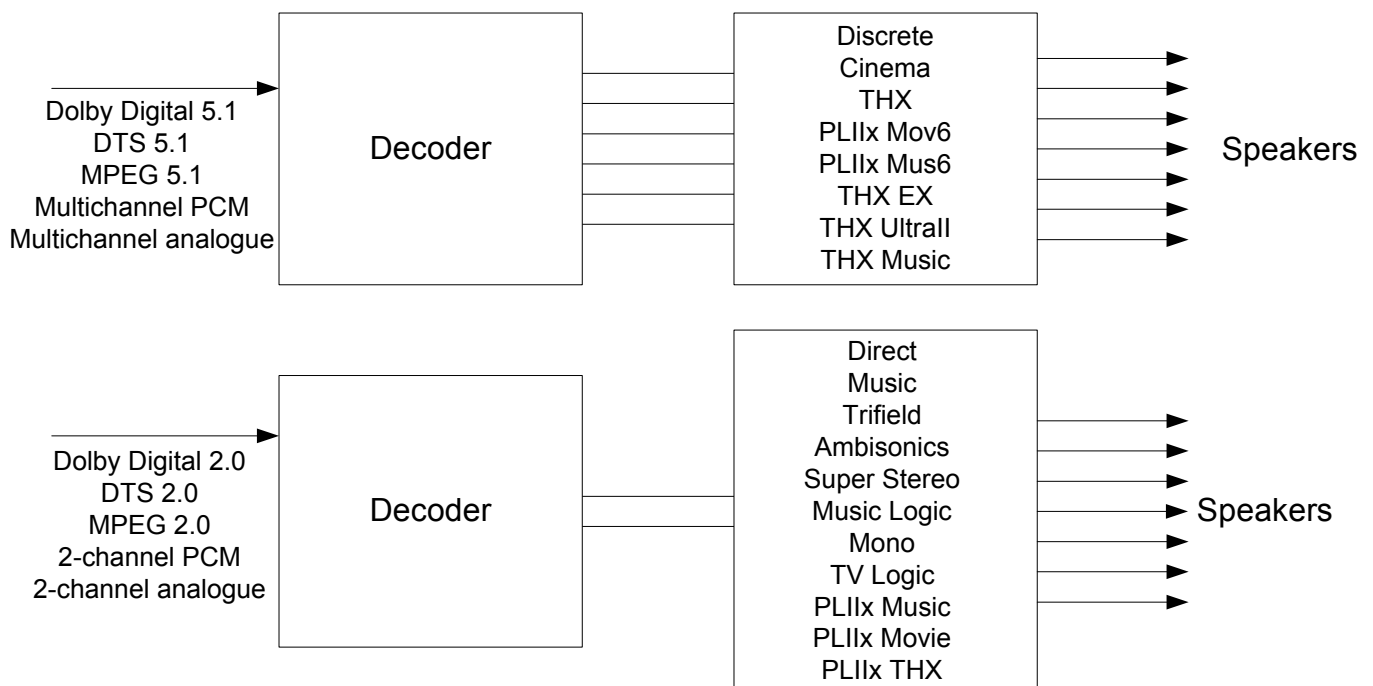 Dolby Digital 5.1
DTS 5.1
MPEG 5.1
Multichannel PCM
Multichannel analogue
Decoder
Discrete
Cinema
THX
PLIIx Mov6
PLIIx Mus6
THX EX
THX UltraII
THX Music
Speakers
Dolby Digital 2.0
DTS 2.0
MPEG 2.0
2-channel PCM
2-channel analogue
Decoder
Direct
Music
Trifield
Ambisonics
Super Stereo
Music Logic
Mono
TV Logic
PLIIx Music
PLIIx Movie
PLIIx THX
Speakers